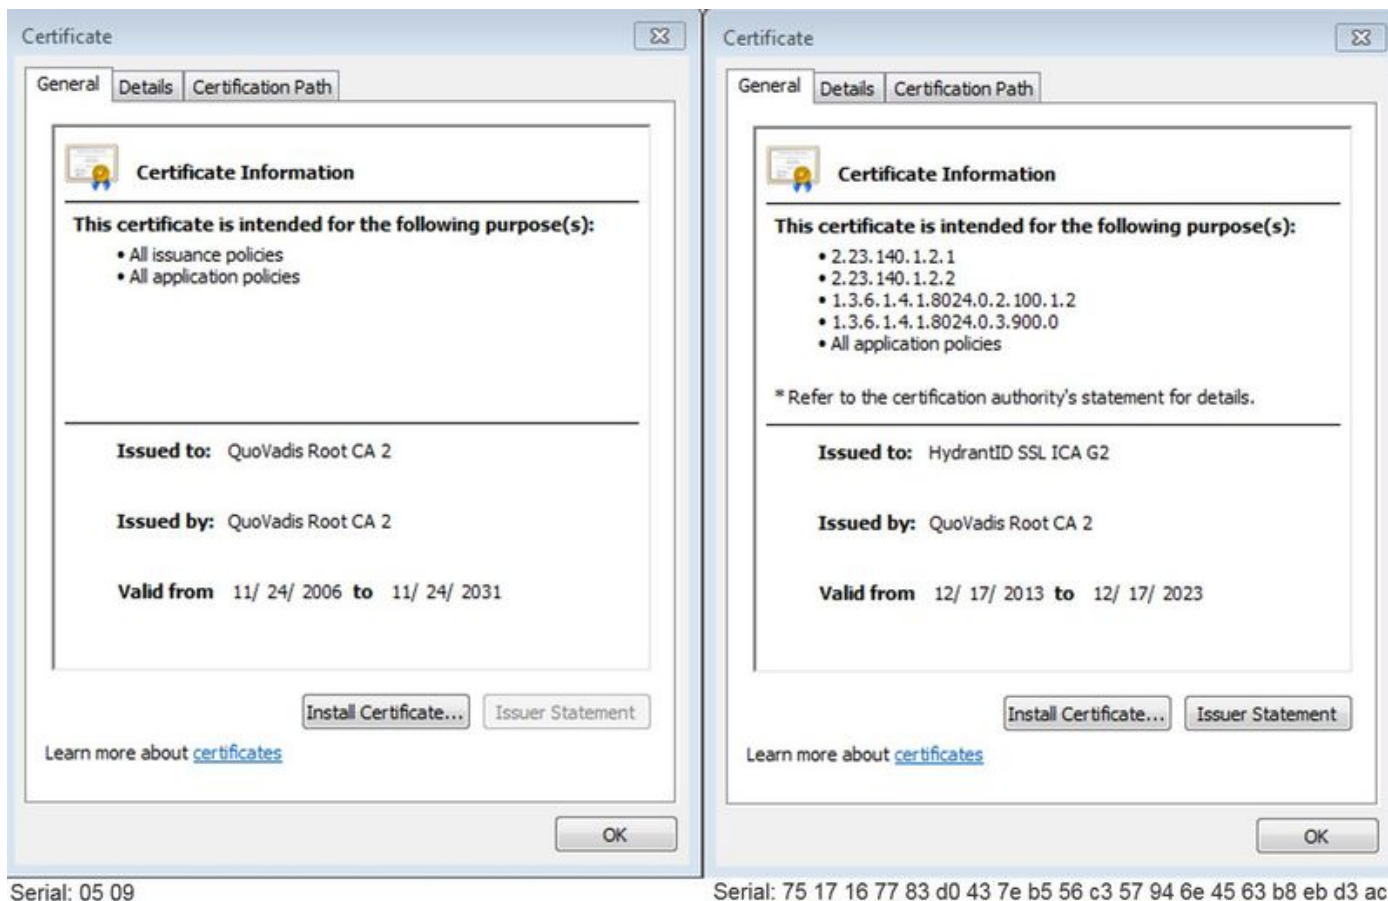 Certificate
General Details Certification Path
Certificate Information
This certificate is intended for the following purpose(s):
• All issuance policies
• All application policies
Issued to: QuoVadis Root CA 2
Issued by: QuoVadis Root CA 2
Valid from 11/ 24/ 2006 to 11/ 24/ 2031
Install Certificate... Issuer Statement
Learn more about certificates
OK
Serial: 05 09
Certificate
General Details Certification Path
Certificate Information
This certificate is intended for the following purpose(s):
• 2.23.140.1.2.1
• 2.23.140.1.2.2
• 1.3.6.1.4.1.8024.0.2.100.1.2
• 1.3.6.1.4.1.8024.0.3.900.0
• All application policies
* Refer to the certification authority's statement for details.
Issued to: HydrantID SSL ICA G2
Issued by: QuoVadis Root CA 2
Valid from 12/ 17/ 2013 to 12/ 17/ 2023
Install Certificate... Issuer Statement
Learn more about certificates
OK
Serial: 75 17 16 77 83 d0 43 7e b5 56 c3 57 94 6e 45 63 b8 eb d3 ac